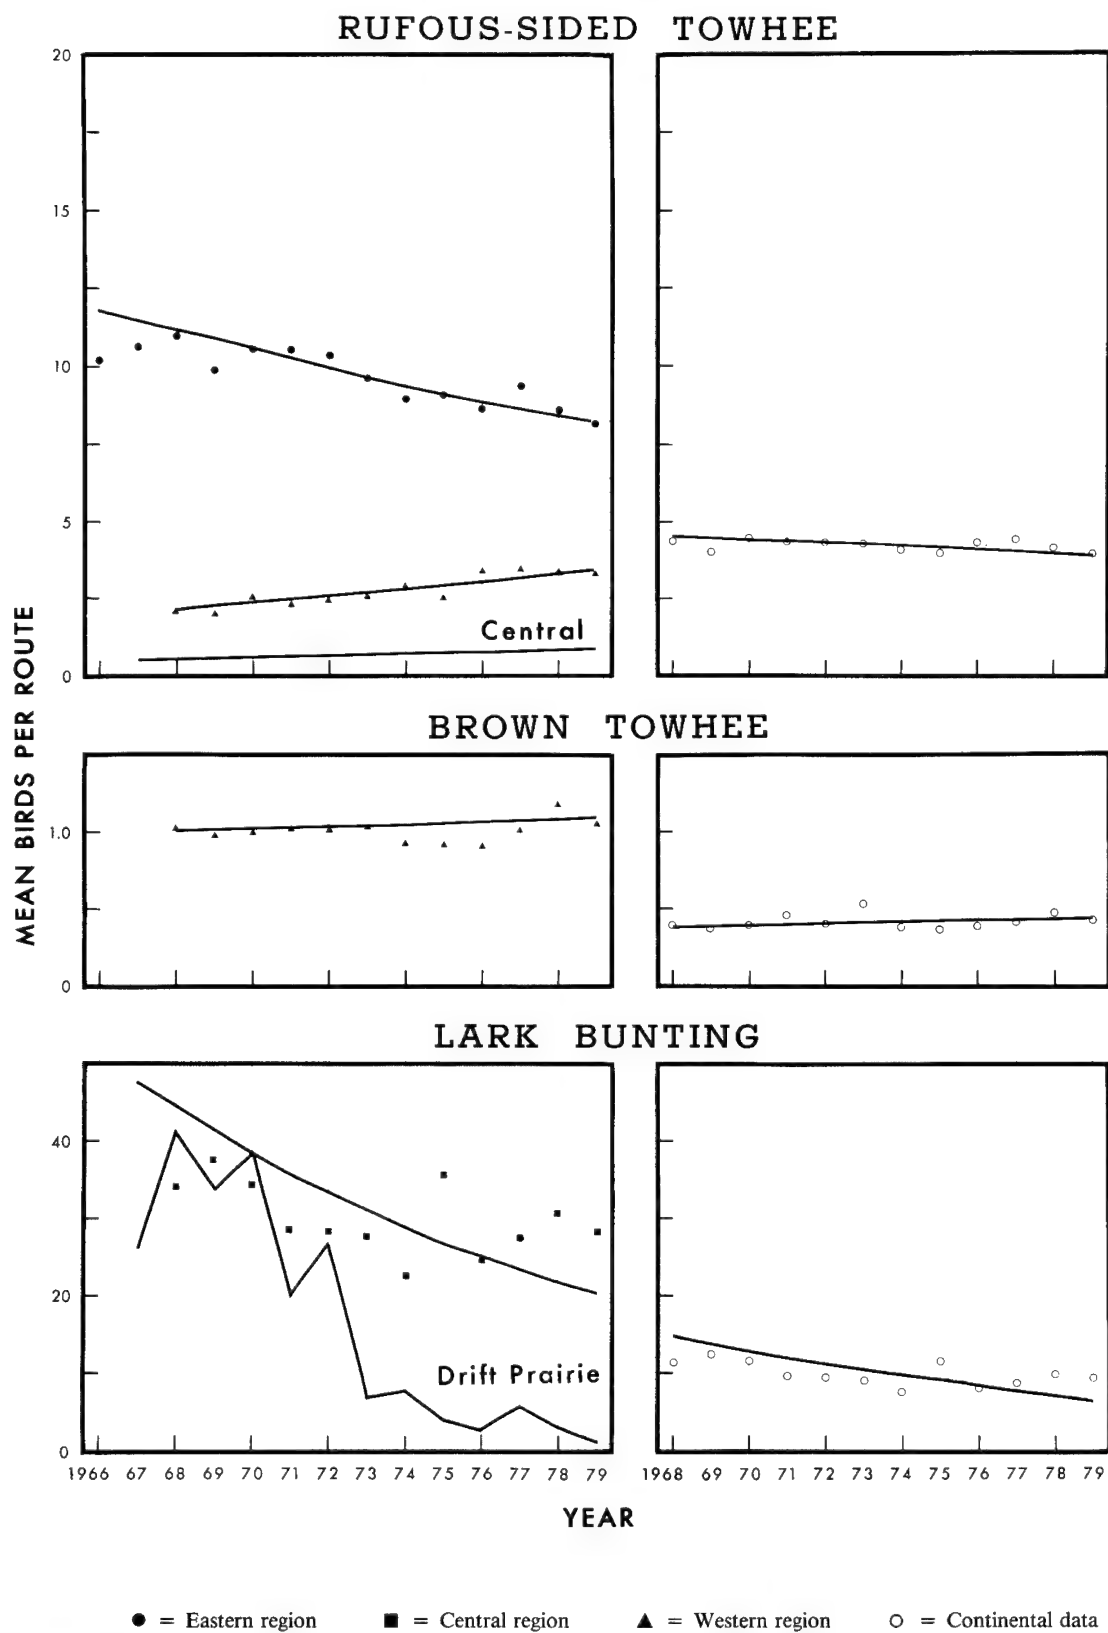 RUFOUS-SIDED TOWHEE
20
15
10
5
0
Central
MEAN BIRDS PER ROUTE
BROWN TOWHEE
1.0
0
LARK BUNTING
40
20
0
Drift Prairie
1966 67 68 69 70 71 72 73 74 75 76 77 78 79
1968 69 70 71 72 73 74 75 76 77 78 79
YEAR
● = Eastern region ■ = Central region ▲ = Western region ○ = Continental data